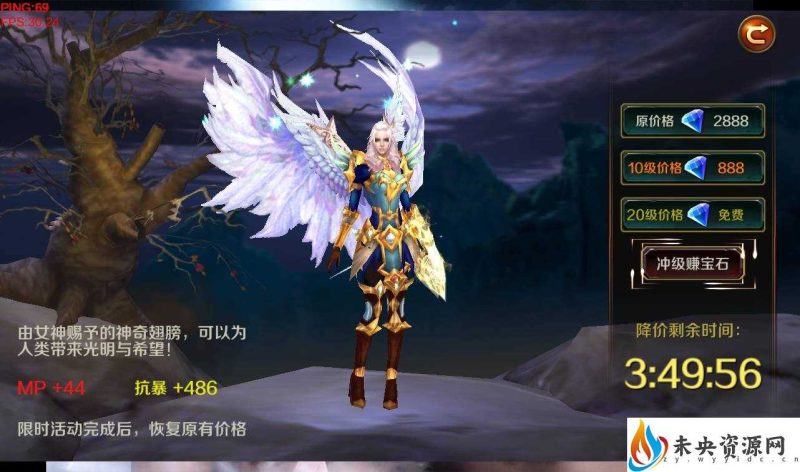 PING:69
FPS:30.24
原价格 2888
10级价格 888
20级价格 免费
冲级赚宝石
降价剩余时间：
3:49:56
由女神赐予的神奇翅膀，可以为
人类带来光明与希望！
MP +44 抗暴 +486
限时活动完成后，恢复原有价格
未央资源网
zy.wyyidc.cn